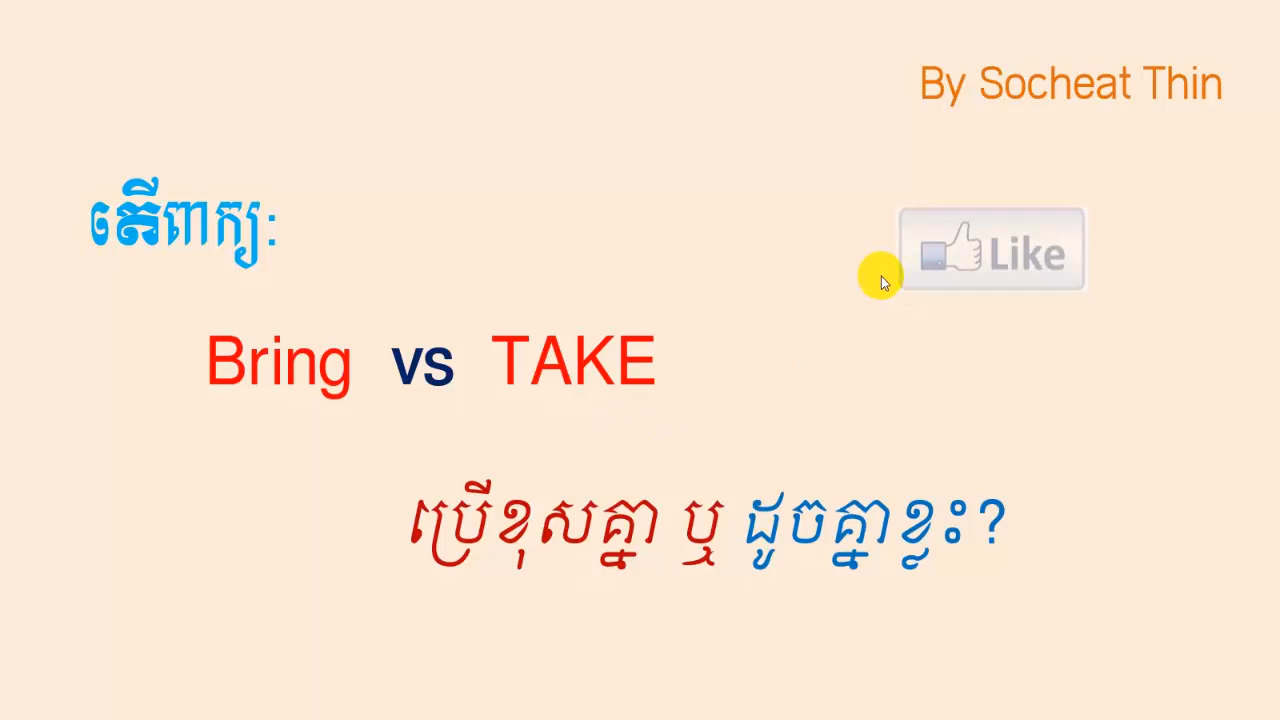 By Socheat Thin
តើពាក្យ:
Like
Bring vs TAKE
ប្រើខុសគ្នា ឬ ដូចគ្នាខ្លះ?